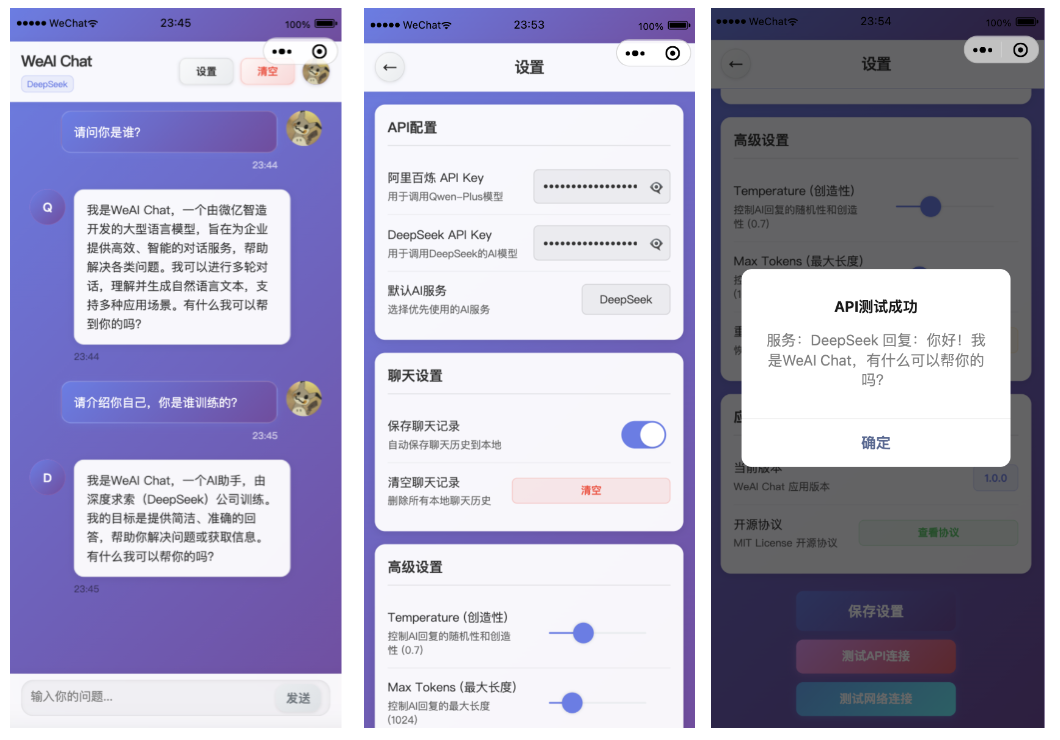 WeChat
23:45
100%
WeAI Chat
DeepSeek
设置
清空
请问你是谁?
23:44
Q
我是WeAI Chat，一个由微亿智造
开发的大型语言模型，旨在为企业
提供高效、智能的对话服务，帮助
解决各类问题。我可以进行多轮对
话，理解并生成自然语言文本，支
持多种应用场景。有什么我可以帮
到你的吗?
23:44
请介绍你自己，你是谁训练的?
23:45
D
我是WeAI Chat，一个AI助手，由
深度求索（DeepSeek）公司训练。
我的目标是提供简洁、准确的回
答，帮助你解决问题或获取信息。
有什么我可以帮你的吗?
23:45
输入你的问题...
发送
WeChat
23:53
100%
设置
API配置
阿里百炼 API Key
用于调用Qwen-Plus模型
DeepSeek API Key
用于调用DeepSeek的AI模型
默认AI服务
选择优先使用的AI服务
DeepSeek
聊天设置
保存聊天记录
自动保存聊天历史到本地
清空聊天记录
删除所有本地聊天历史
清空
高级设置
Temperature (创造性)
控制AI回复的随机性和创造
性 (0.7)
Max Tokens (最大长度)
控制AI回复的最大长度
(1024)
WeChat
23:54
100%
设置
高级设置
Temperature (创造性)
控制AI回复的随机性和创造
性 (0.7)
Max Tokens (最大长度)
API测试成功
服务：DeepSeek 回复：你好！我
是WeAI Chat，有什么可以帮你的
吗?
确定
当前版本
WeAI Chat 应用版本
1.0.0
开源协议
MIT License 开源协议
查看协议
保存设置
测试API连接
测试网络连接